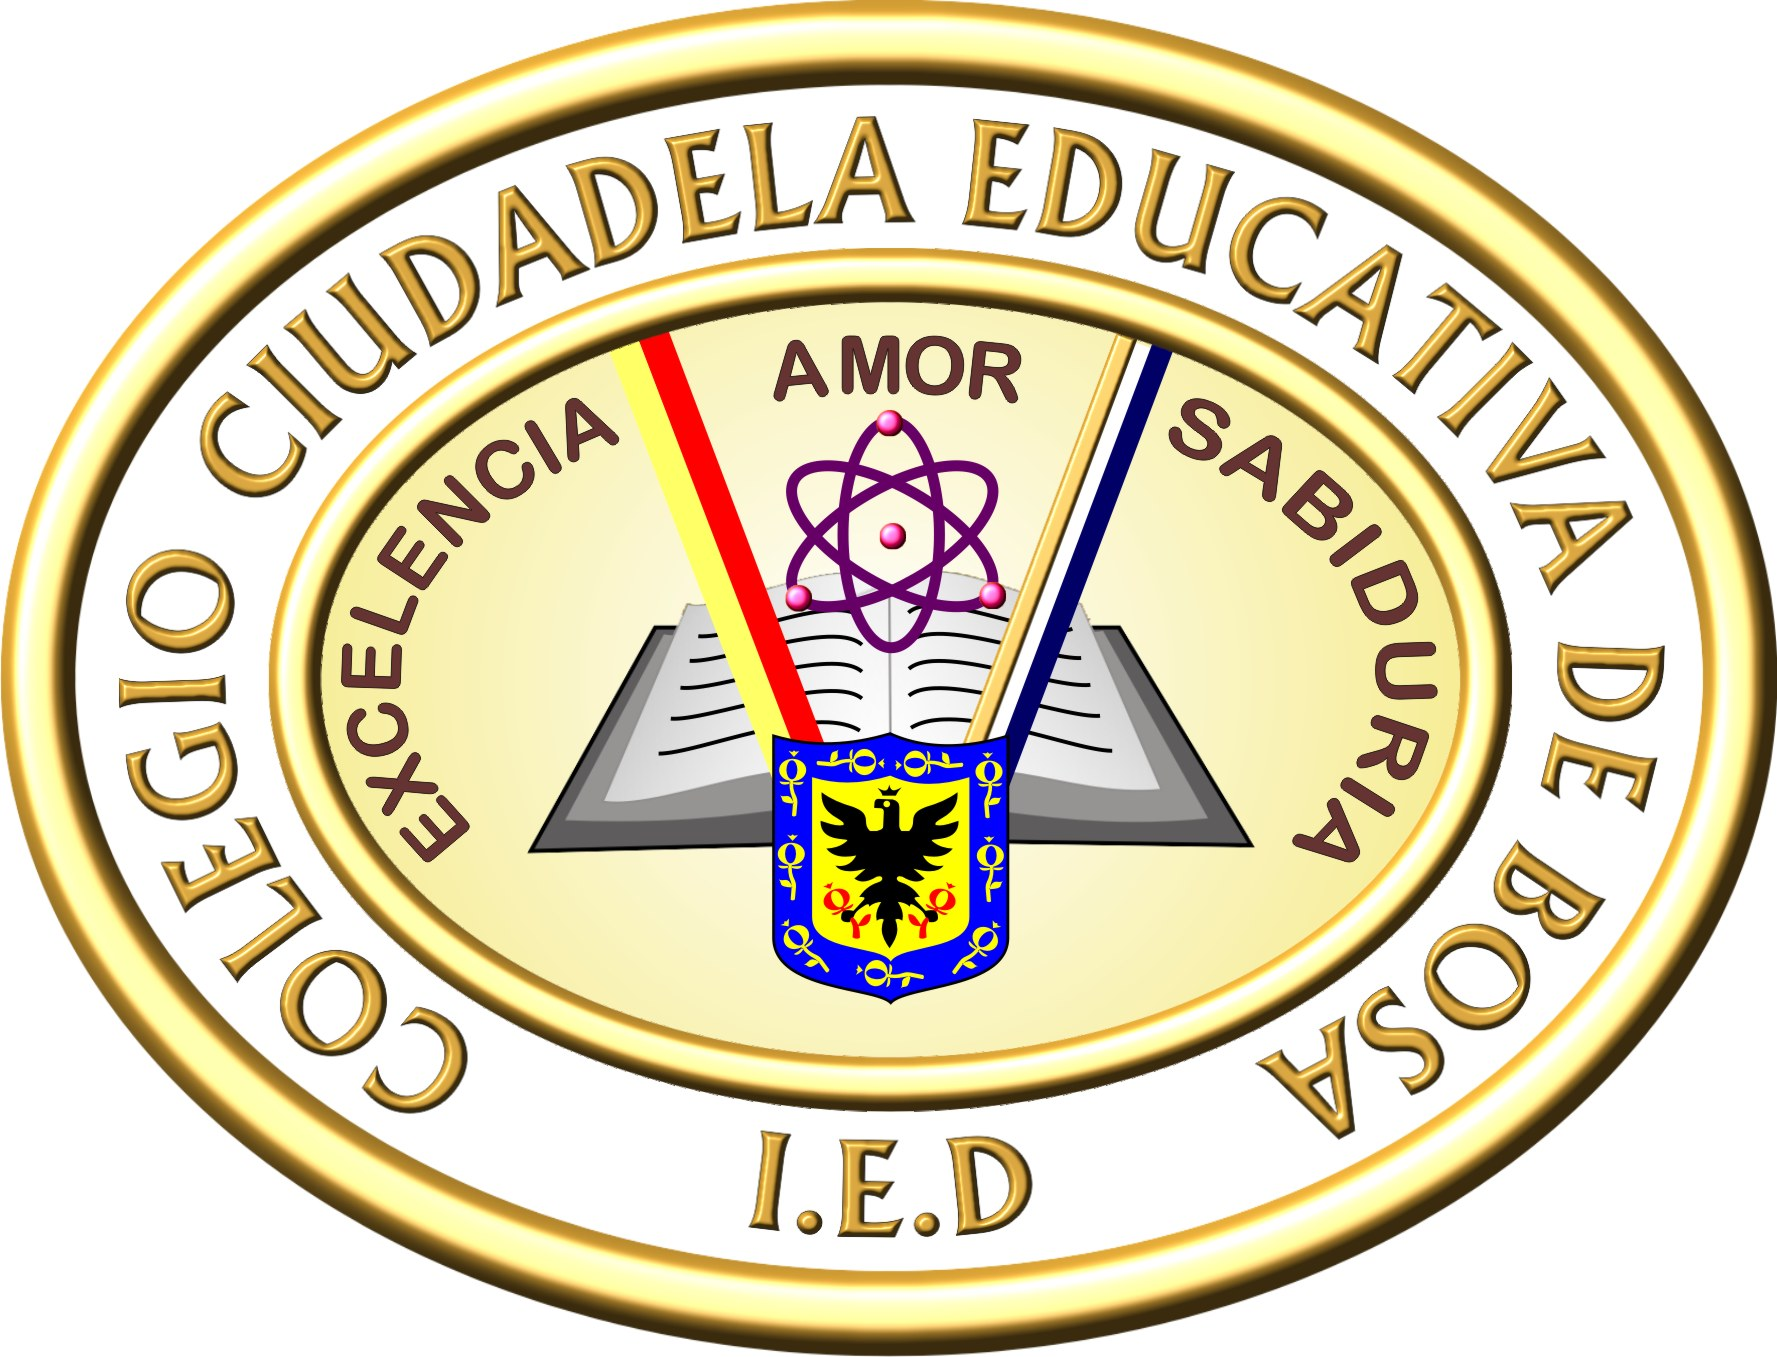 COLEGIO CIUDADELA EDUCATIVA DE BOSA
I.E.D
EXCELENCIA
AMOR
SABIDURIA